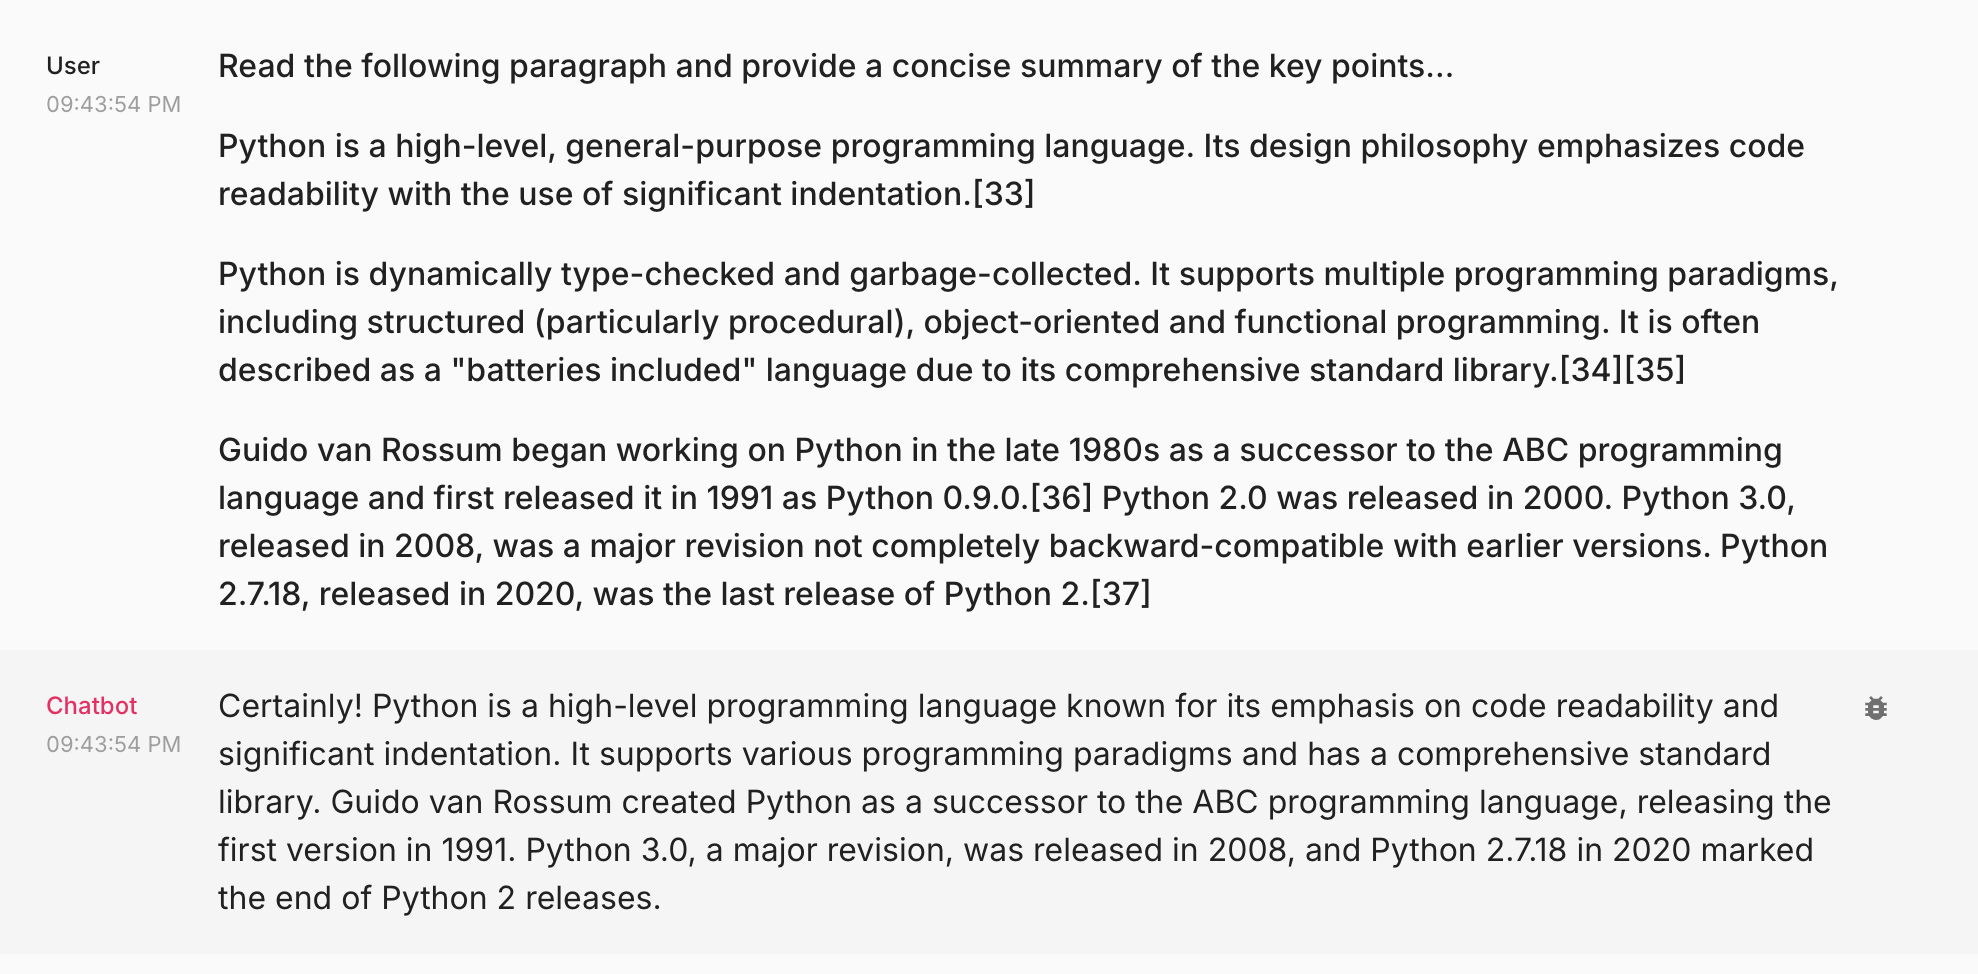 User
09:43:54 PM
Read the following paragraph and provide a concise summary of the key points...
Python is a high-level, general-purpose programming language. Its design philosophy emphasizes code
readability with the use of significant indentation.[33]
Python is dynamically type-checked and garbage-collected. It supports multiple programming paradigms,
including structured (particularly procedural), object-oriented and functional programming. It is often
described as a "batteries included" language due to its comprehensive standard library.[34][35]
Guido van Rossum began working on Python in the late 1980s as a successor to the ABC programming
language and first released it in 1991 as Python 0.9.0.[36] Python 2.0 was released in 2000. Python 3.0,
released in 2008, was a major revision not completely backward-compatible with earlier versions. Python
2.7.18, released in 2020, was the last release of Python 2.[37]
Chatbot
09:43:54 PM
Certainly! Python is a high-level programming language known for its emphasis on code readability and
significant indentation. It supports various programming paradigms and has a comprehensive standard
library. Guido van Rossum created Python as a successor to the ABC programming language, releasing the
first version in 1991. Python 3.0, a major revision, was released in 2008, and Python 2.7.18 in 2020 marked
the end of Python 2 releases.